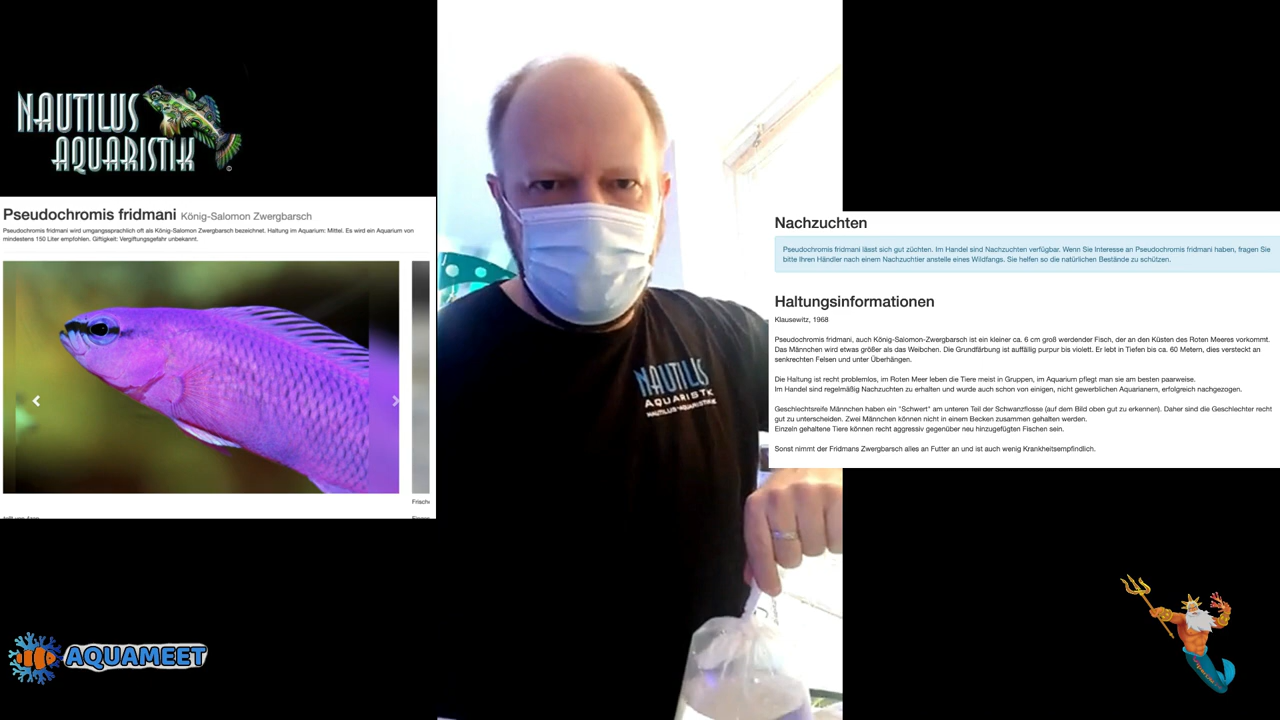 NAUTILUS
AQUARISTIK
©
Pseudochromis fridmani König-Salomon Zwergbarsch
Pseudochromis fridmani wird umgangssprachlich oft als König-Salomon Zwergbarsch bezeichnet. Haltung im Aquarium: Mittel. Es wird ein Aquarium von
mindestens 150 Liter empfohlen. Giftigkeit: Vergiftungsgefahr unbekannt.
AQUAMEET
NAUTILUS
AQUARISTK
NAUTILUS-AQUARISTIK
Nachzuchten
Pseudochromis fridmani lässt sich gut züchten. Im Handel sind Nachzuchten verfügbar. Wenn Sie Interesse an Pseudochromis fridmani haben, fragen Sie
bitte Ihren Händler nach einem Nachzuchtier anstelle eines Wildfangs. Sie helfen so die natürlichen Bestände zu schützen.
Haltungsinformationen
Klausewitz, 1968
Pseudochromis fridmani, auch König-Salomon-Zwergbarsch ist ein kleiner ca. 6 cm groß werdender Fisch, der an den Küsten des Roten Meeres vorkommt.
Das Männchen wird etwas größer als das Weibchen. Die Grundfärbung ist auffällig purpur bis violett. Er lebt in Tiefen bis ca. 60 Metern, dies versteckt an
senkrechten Felsen und unter Überhängen.
Die Haltung ist recht problemlos, im Roten Meer leben die Tiere meist in Gruppen, im Aquarium pflegt man sie am besten paarweise.
Im Handel sind regelmäßig Nachzuchten zu erhalten und wurde auch schon von einigen, nicht gewerblichen Aquarianern, erfolgreich nachgezogen.
Geschlechtsreife Männchen haben ein "Schwert" am unteren Teil der Schwanzflosse (auf dem Bild oben gut zu erkennen). Daher sind die Geschlechter recht
gut zu unterscheiden. Zwei Männchen können nicht in einem Becken zusammen gehalten werden.
Einzeln gehaltene Tiere können recht aggressiv gegenüber neu hinzugefügten Fischen sein.
Sonst nimmt der Fridmans Zwergbarsch alles an Futter an und ist auch wenig Krankheitsempfindlich.